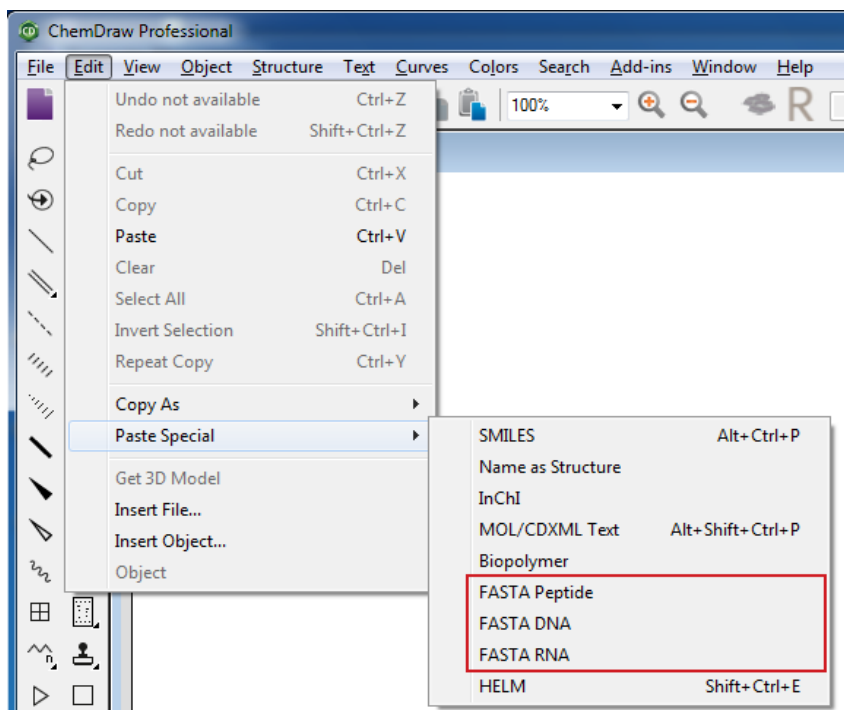 ChemDraw Professional
File Edit View Object Structure Text Curves Colors Search Add-ins Window Help
100% R
Undo not available Ctrl+Z
Redo not available Shift+Ctrl+Z
Cut Ctrl+X
Copy Ctrl+C
Paste Ctrl+V
Clear Del
Select All Ctrl+A
Invert Selection Shift+Ctrl+I
Repeat Copy Ctrl+Y
Copy As
Paste Special
Get 3D Model
Insert File...
Insert Object...
Object
SMILES Alt+Ctrl+P
Name as Structure
InChI
MOL/CDXML Text Alt+Shift+Ctrl+P
Biopolymer
FASTA Peptide
FASTA DNA
FASTA RNA
HELM Shift+Ctrl+E
n